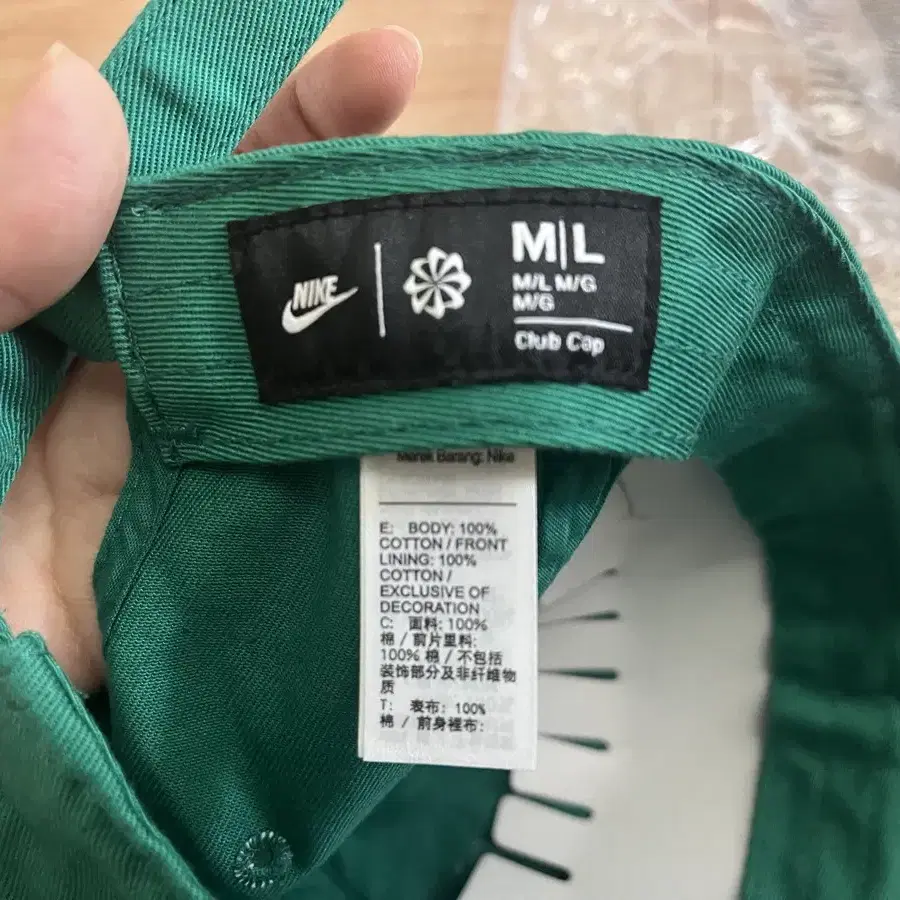 NIKE
M|L
M/L M/G
M/G
Club Cap
Merek Barang: Nike
E: BODY: 100%
COTTON / FRONT
LINING: 100%
COTTON /
EXCLUSIVE OF
DECORATION
C: 面料: 100%
棉 / 前片里料:
100% 棉 / 不包括
装饰部分及非纤维物
质
T: 表布: 100%
棉 / 前身裡布: